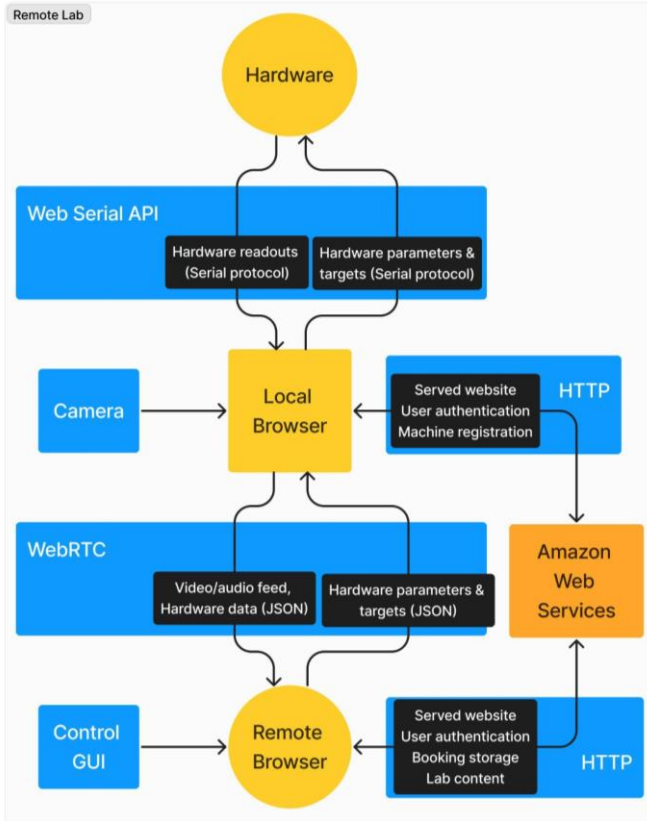 Remote Lab
Hardware
Web Serial API
Hardware readouts
(Serial protocol)
Hardware parameters &
targets (Serial protocol)
Camera
Local
Browser
Served website
User authentication
Machine registration
HTTP
WebRTC
Video/audio feed,
Hardware data (JSON)
Hardware parameters &
targets (JSON)
Amazon
Web
Services
Control
GUI
Remote
Browser
Served website
User authentication
Booking storage
Lab content
HTTP